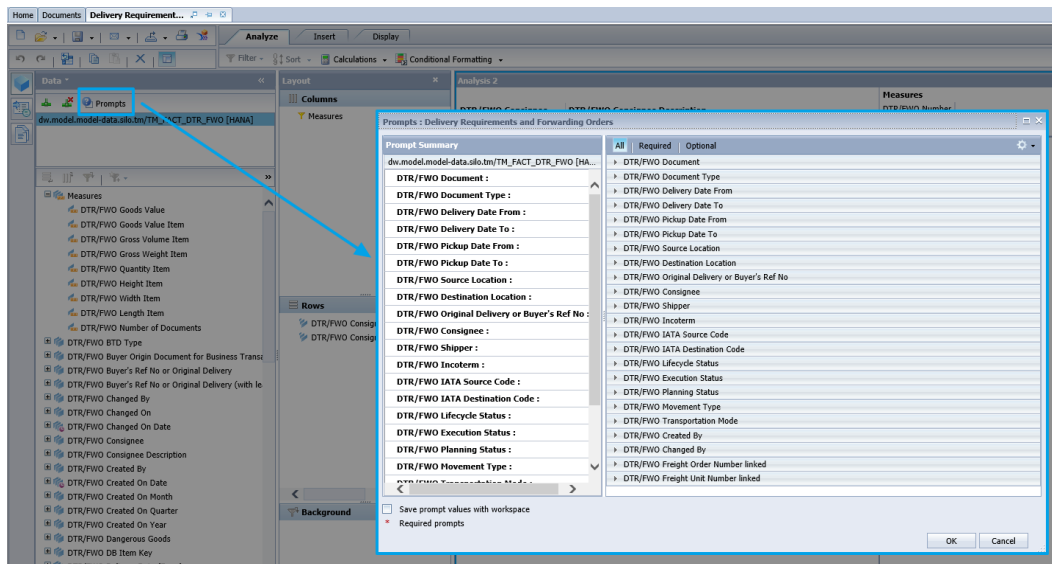 Home Documents Delivery Requirement...
Analyze Insert Display
Filter Sort Calculations Conditional Formatting
Data
Prompts
dw.model.model-data.silo.tm/TM_FACT_DTR_FWO [HANA]
Measures
DTR/FWO Goods Value
DTR/FWO Goods Value Item
DTR/FWO Gross Volume Item
DTR/FWO Gross Weight Item
DTR/FWO Quantity Item
DTR/FWO Height Item
DTR/FWO Width Item
DTR/FWO Length Item
DTR/FWO Number of Documents
DTR/FWO BTD Type
DTR/FWO Buyer Origin Document for Business Transa
DTR/FWO Buyer's Ref No or Original Delivery
DTR/FWO Buyer's Ref No or Original Delivery (with le
DTR/FWO Changed By
DTR/FWO Changed On
DTR/FWO Changed On Date
DTR/FWO Consignee
DTR/FWO Consignee Description
DTR/FWO Created By
DTR/FWO Created On Date
DTR/FWO Created On Month
DTR/FWO Created On Quarter
DTR/FWO Created On Year
DTR/FWO Dangerous Goods
DTR/FWO DB Item Key
Layout
Columns
Measures
Rows
DTR/FWO Consign
DTR/FWO Consign
Background
Analysis 2
Measures
DTR/FWO Consignee DTR/FWO Consignee Description DTR/FWO Number
Prompts : Delivery Requirements and Forwarding Orders
Prompt Summary
dw.model.model-data.silo.tm/TM_FACT_DTR_FWO [HA...
DTR/FWO Document :
DTR/FWO Document Type :
DTR/FWO Delivery Date From :
DTR/FWO Delivery Date To :
DTR/FWO Pickup Date From :
DTR/FWO Pickup Date To :
DTR/FWO Source Location :
DTR/FWO Destination Location :
DTR/FWO Original Delivery or Buyer's Ref No :
DTR/FWO Consignee :
DTR/FWO Shipper :
DTR/FWO Incoterm :
DTR/FWO IATA Source Code :
DTR/FWO IATA Destination Code :
DTR/FWO Lifecycle Status :
DTR/FWO Execution Status :
DTR/FWO Planning Status :
DTR/FWO Movement Type :
DTR/FWO Transportation Mode :
All Required Optional
DTR/FWO Document
DTR/FWO Document Type
DTR/FWO Delivery Date From
DTR/FWO Delivery Date To
DTR/FWO Pickup Date From
DTR/FWO Pickup Date To
DTR/FWO Source Location
DTR/FWO Destination Location
DTR/FWO Original Delivery or Buyer's Ref No
DTR/FWO Consignee
DTR/FWO Shipper
DTR/FWO Incoterm
DTR/FWO IATA Source Code
DTR/FWO IATA Destination Code
DTR/FWO Lifecycle Status
DTR/FWO Execution Status
DTR/FWO Planning Status
DTR/FWO Movement Type
DTR/FWO Transportation Mode
DTR/FWO Created By
DTR/FWO Changed By
DTR/FWO Freight Order Number linked
DTR/FWO Freight Unit Number linked
Save prompt values with workspace
* Required prompts
OK Cancel